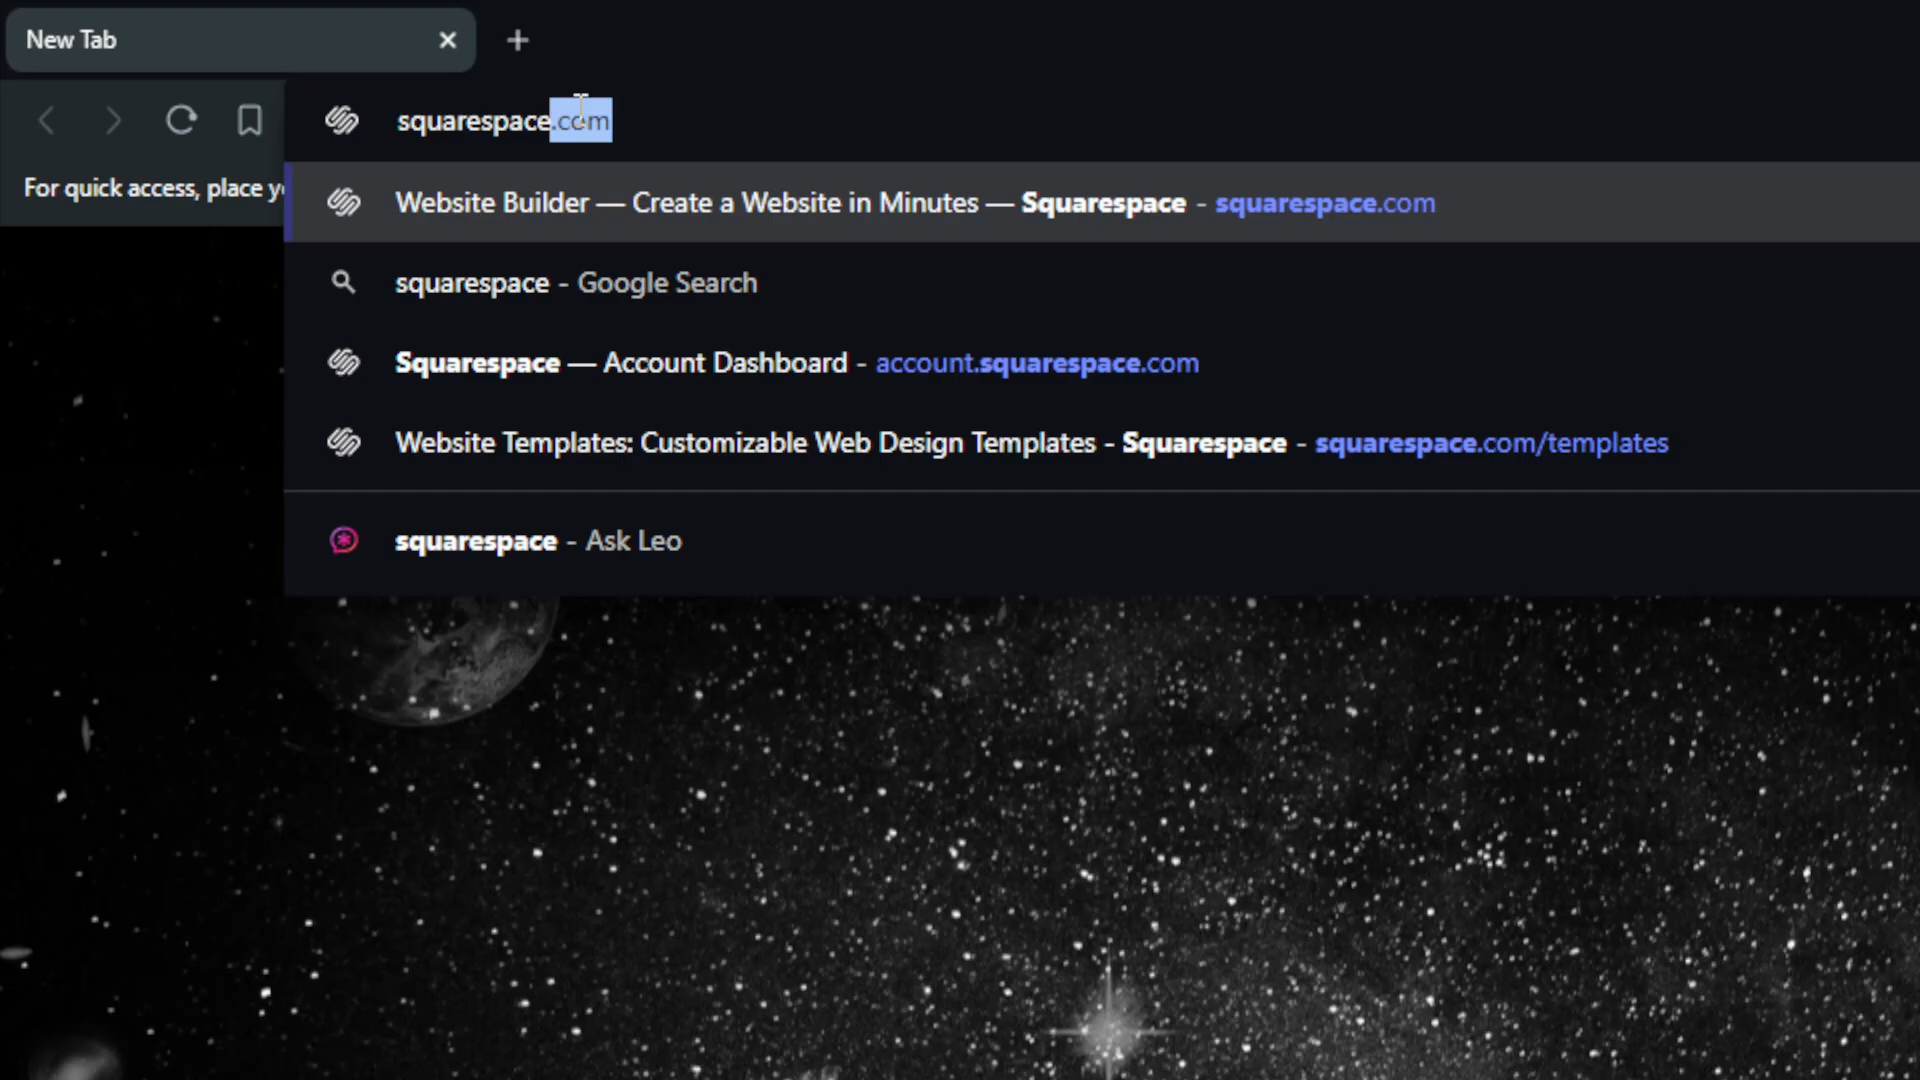 New Tab
squarespace.com
For quick access, place y
Website Builder — Create a Website in Minutes — Squarespace - squarespace.com
squarespace - Google Search
Squarespace — Account Dashboard - account.squarespace.com
Website Templates: Customizable Web Design Templates - Squarespace - squarespace.com/templates
squarespace - Ask Leo